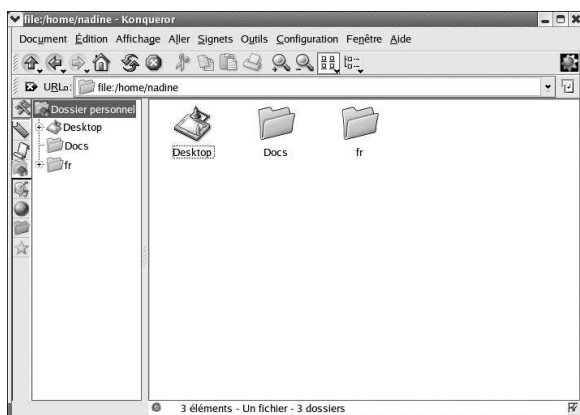 file:/home/nadine - Konqueror
Document Édition Affichage Aller Signets Outils Configuration Fenêtre Aide
URL: file:/home/nadine
Dossier personnel
Desktop
Docs
fr
Desktop Docs fr
3 éléments - Un fichier - 3 dossiers